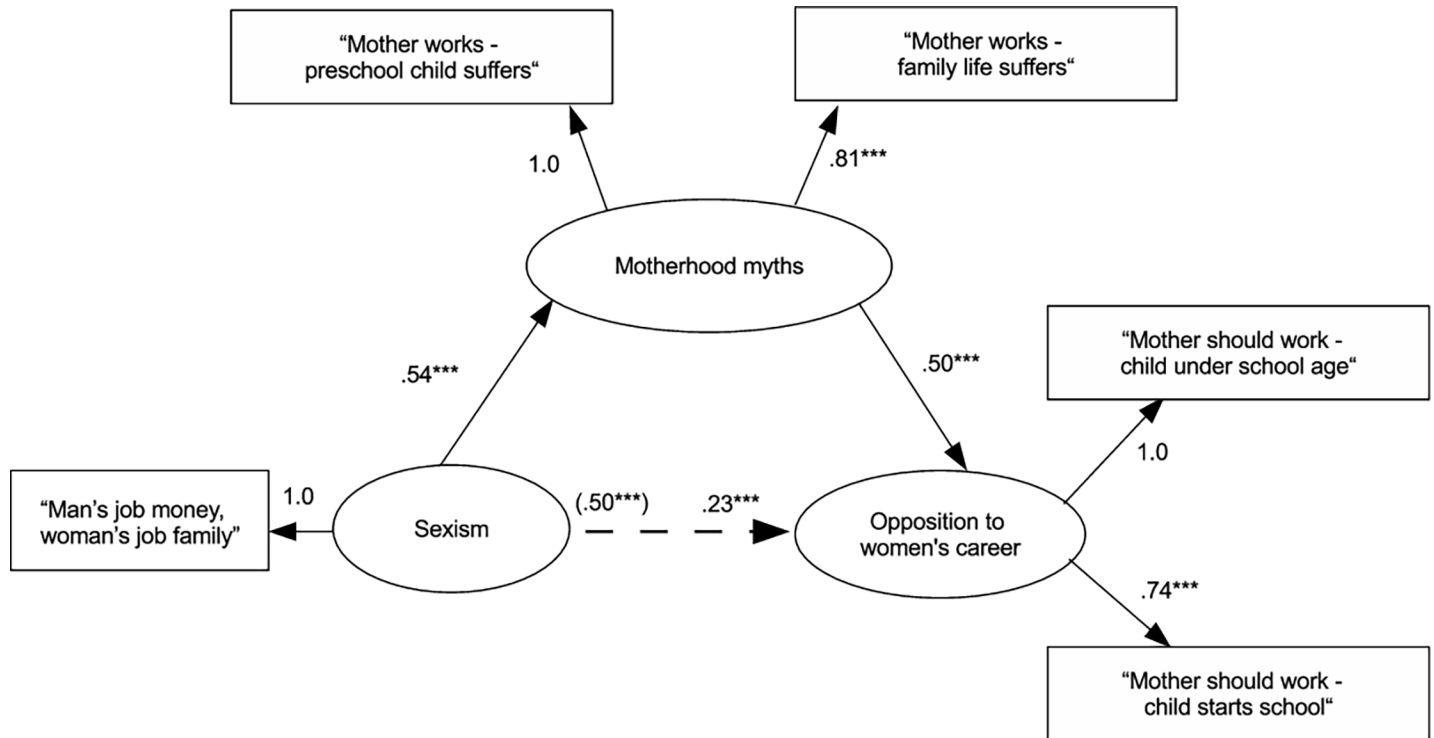 “Mother works -
preschool child suffers“
“Mother works -
family life suffers“
1.0
.81***
Motherhood myths
“Mother should work -
child under school age“
.54***
.50***
1.0
“Man’s job money,
woman’s job family”
1.0
Sexism
(.50***)
.23***
Opposition to
women's career
.74***
“Mother should work -
child starts school“